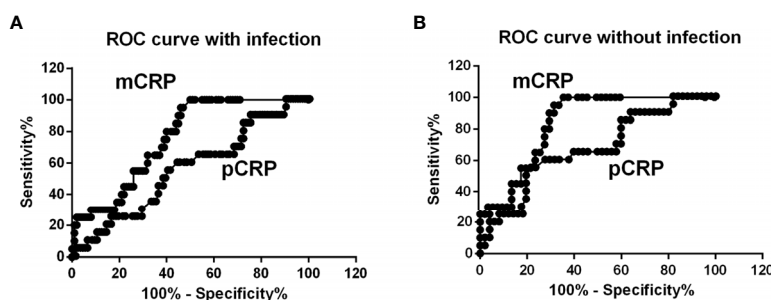 A
ROC curve with infection
120
100
80
60
40
20
0
Sensitivity%
mCRP
pCRP
0 20 40 60 80 100 120
100% - Specificity%
B
ROC curve without infection
120
100
80
60
40
20
0
Sensitivity%
mCRP
pCRP
0 20 40 60 80 100 120
100% - Specificity%